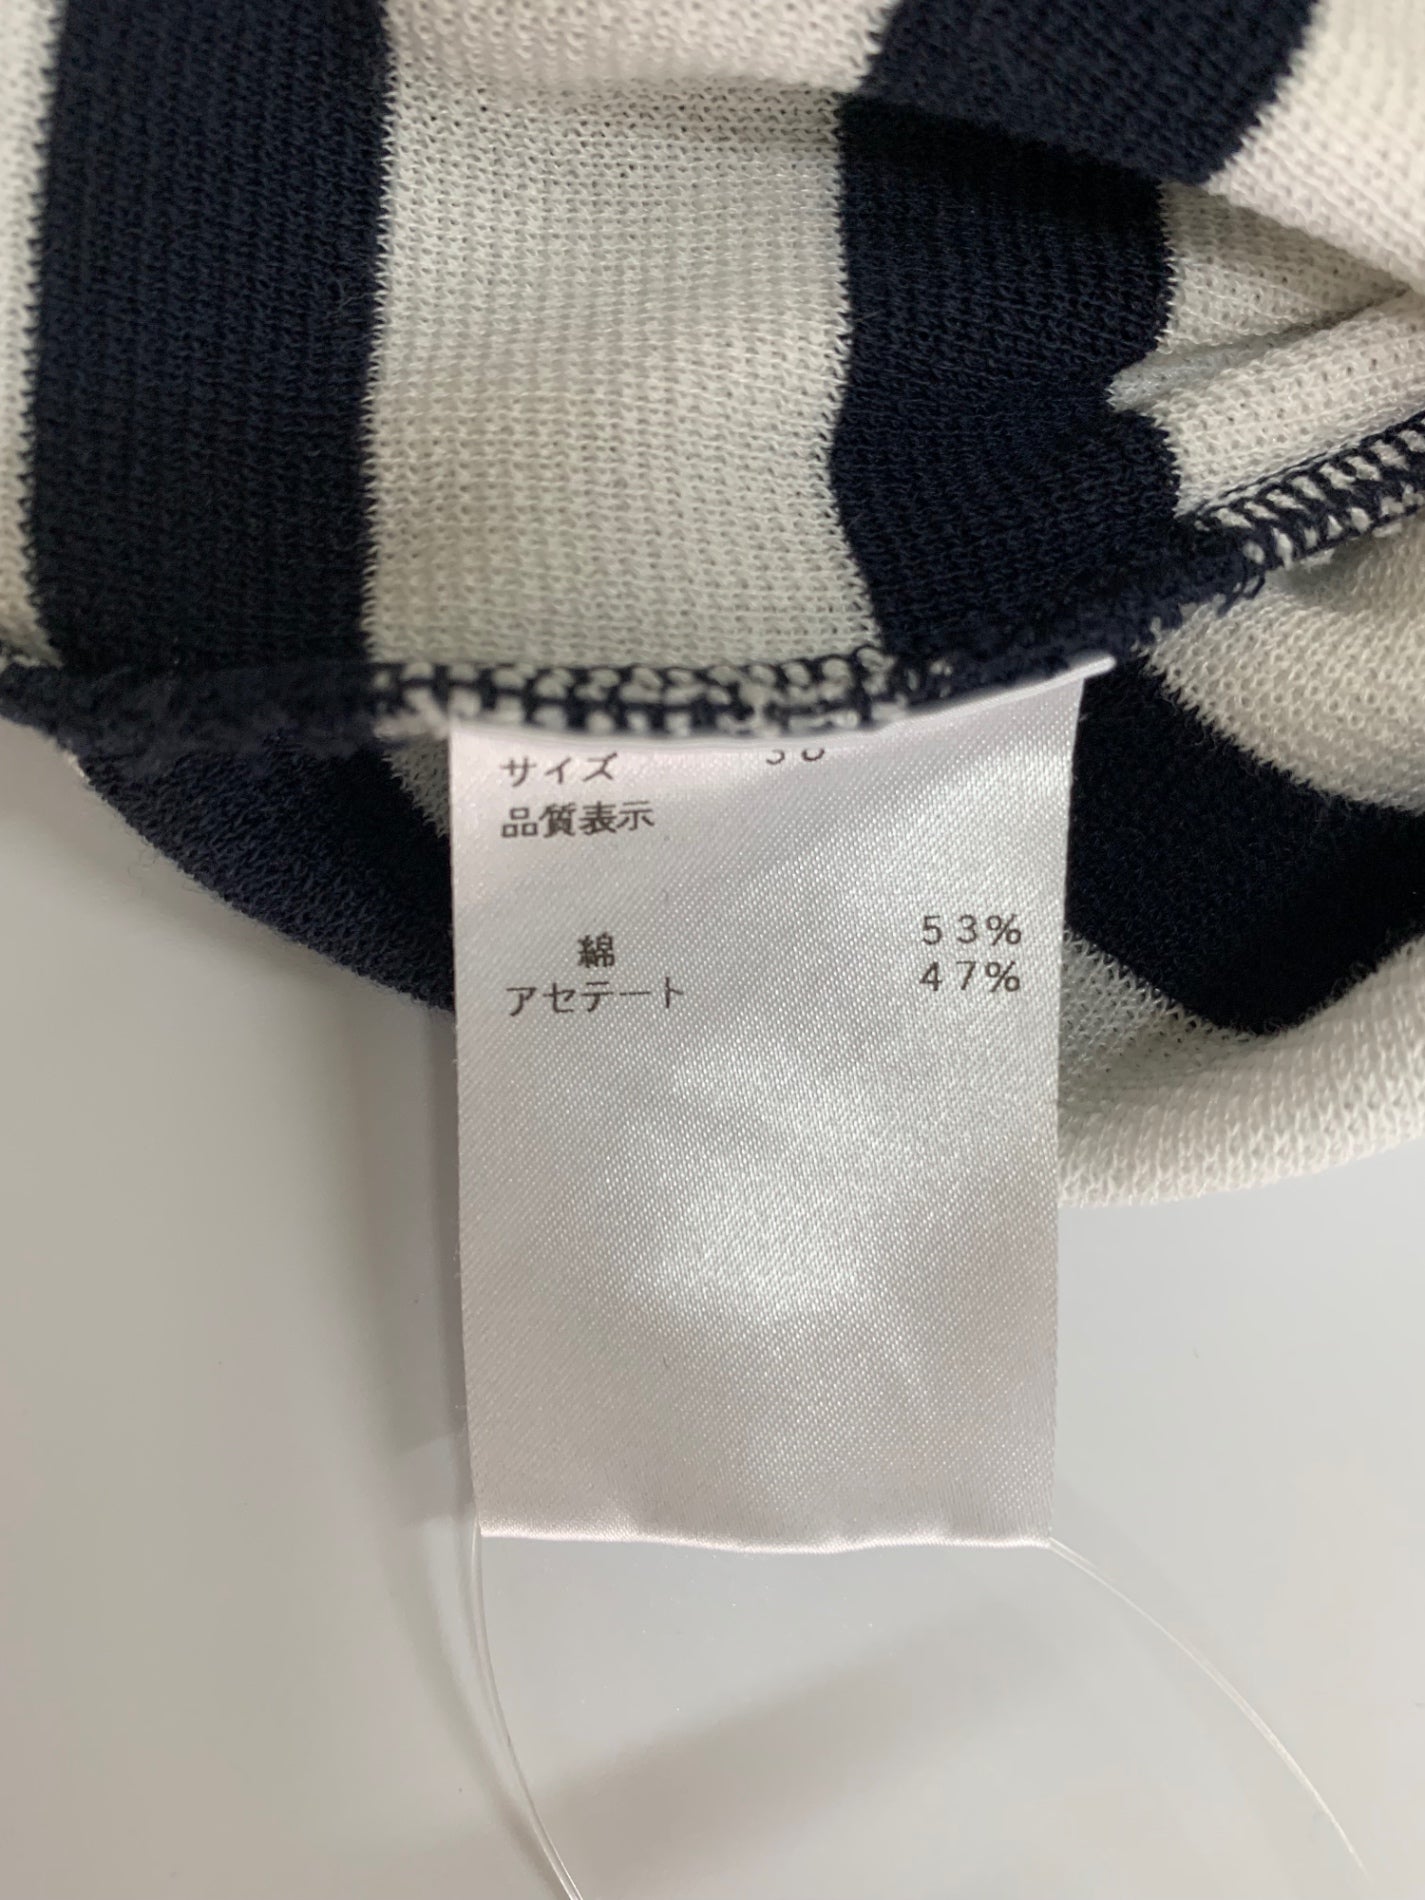 サイズ
品質表示
綿 53%
アセテート 47%